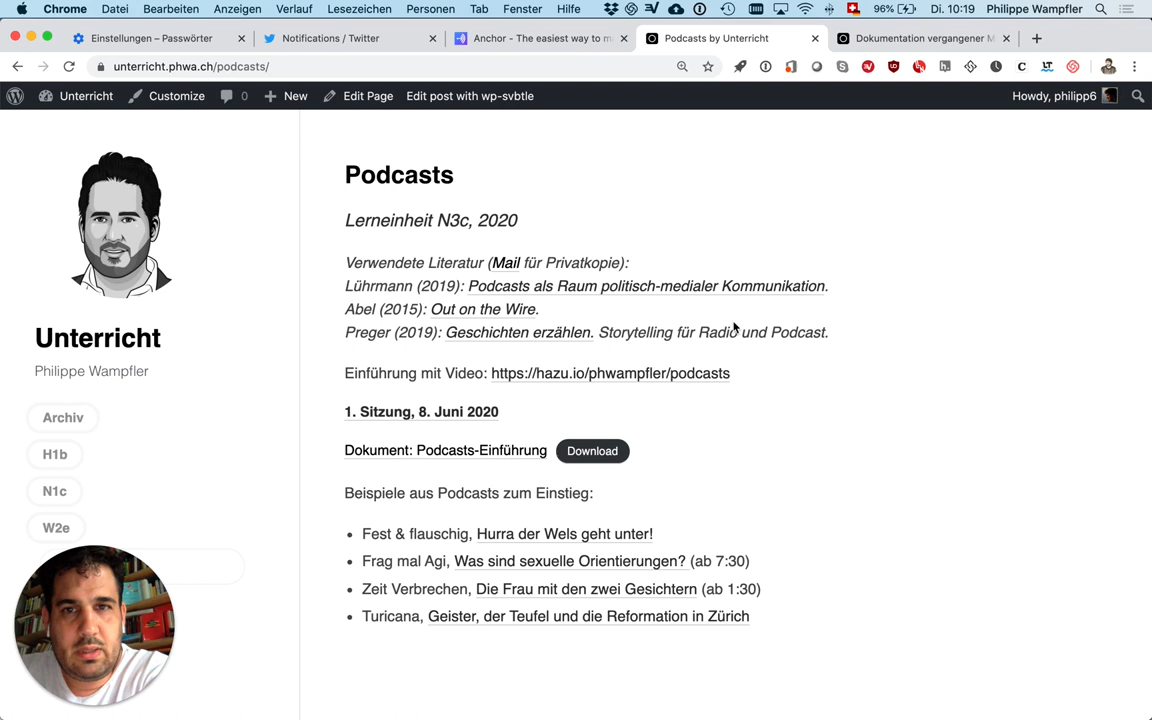 Chrome Datei Bearbeiten Anzeigen Verlauf Lesezeichen Personen Tab Fenster Hilfe 96% Di. 10:19 Philippe Wampfler
Einstellungen – Passwörter
Notifications / Twitter
Anchor - The easiest way to m
Podcasts by Unterricht
Dokumentation vergangener M
unterricht.phwa.ch/podcasts/
Unterricht Customize 0 New Edit Page Edit post with wp-svbtle Howdy, philipp6
Unterricht
Philippe Wampfler
Archiv
H1b
N1c
W2e
Podcasts
Lerneinheit N3c, 2020
Verwendete Literatur (Mail für Privatkopie):
Lührmann (2019): Podcasts als Raum politisch-medialer Kommunikation.
Abel (2015): Out on the Wire.
Preger (2019): Geschichten erzählen. Storytelling für Radio und Podcast.
Einführung mit Video: https://hazu.io/phwampfler/podcasts
1. Sitzung, 8. Juni 2020
Dokument: Podcasts-Einführung Download
Beispiele aus Podcasts zum Einstieg:
Fest & flauschig, Hurra der Wels geht unter!
Frag mal Agi, Was sind sexuelle Orientierungen? (ab 7:30)
Zeit Verbrechen, Die Frau mit den zwei Gesichtern (ab 1:30)
Turicana, Geister, der Teufel und die Reformation in Zürich